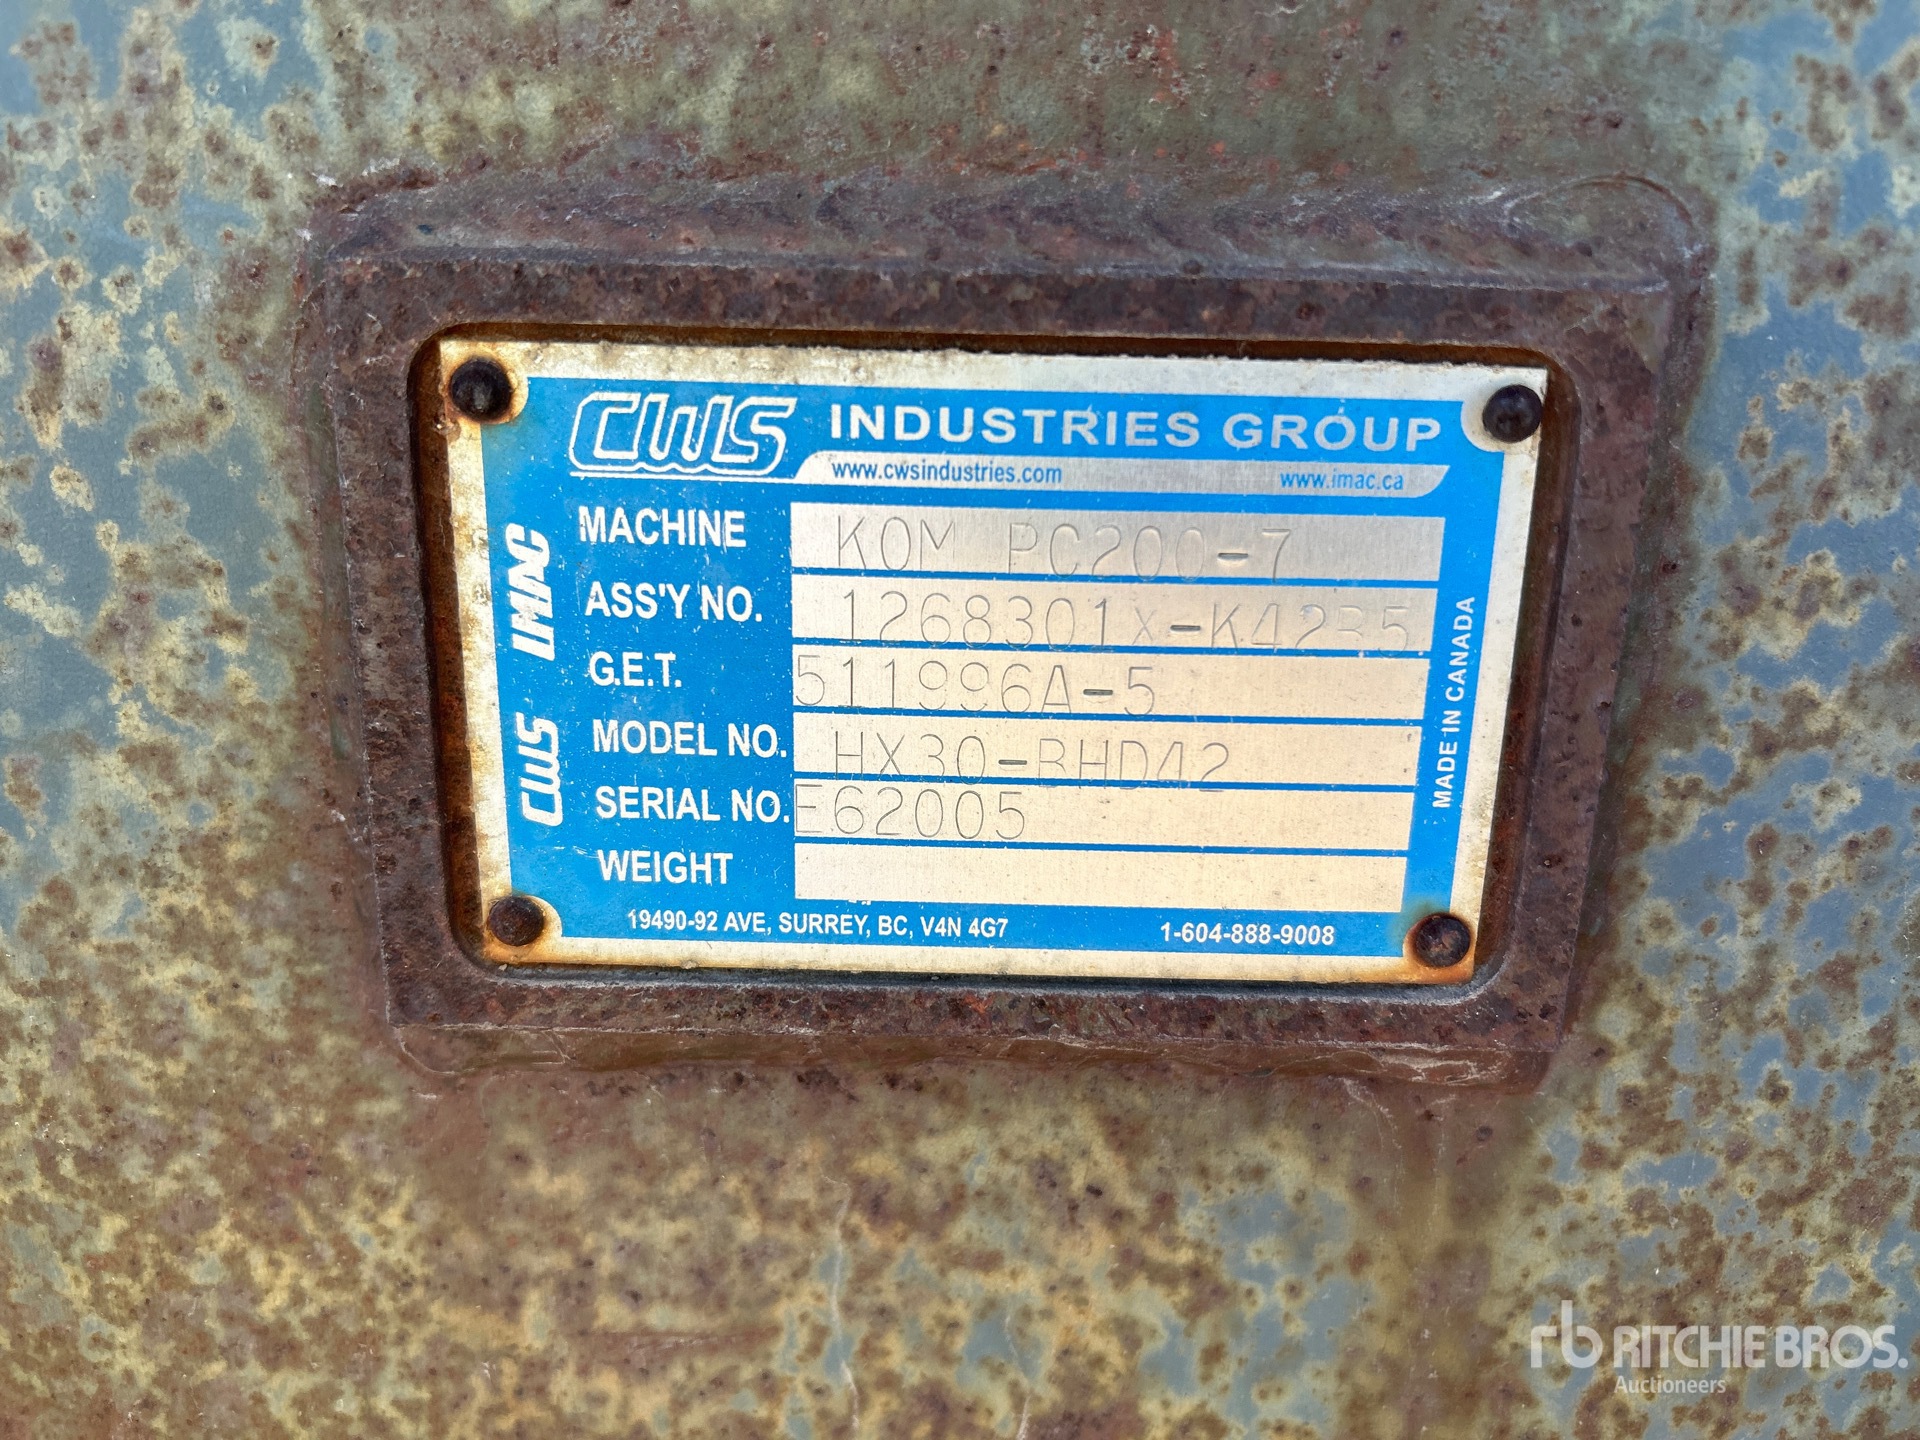 CWS INDUSTRIES GROUP
www.cwsindustries.com www.imac.ca
MACHINE KOM PC200-7
ASS'Y NO. 1268301X-K42B5
G.E.T. 511996A-5
MODEL NO. HX30-BHD42
SERIAL NO. E62005
WEIGHT
19490-92 AVE, SURREY, BC, V4N 4G7 1-604-888-9008
CWS IMAC
MADE IN CANADA
rb RITCHIE BROS.
Auctioneers